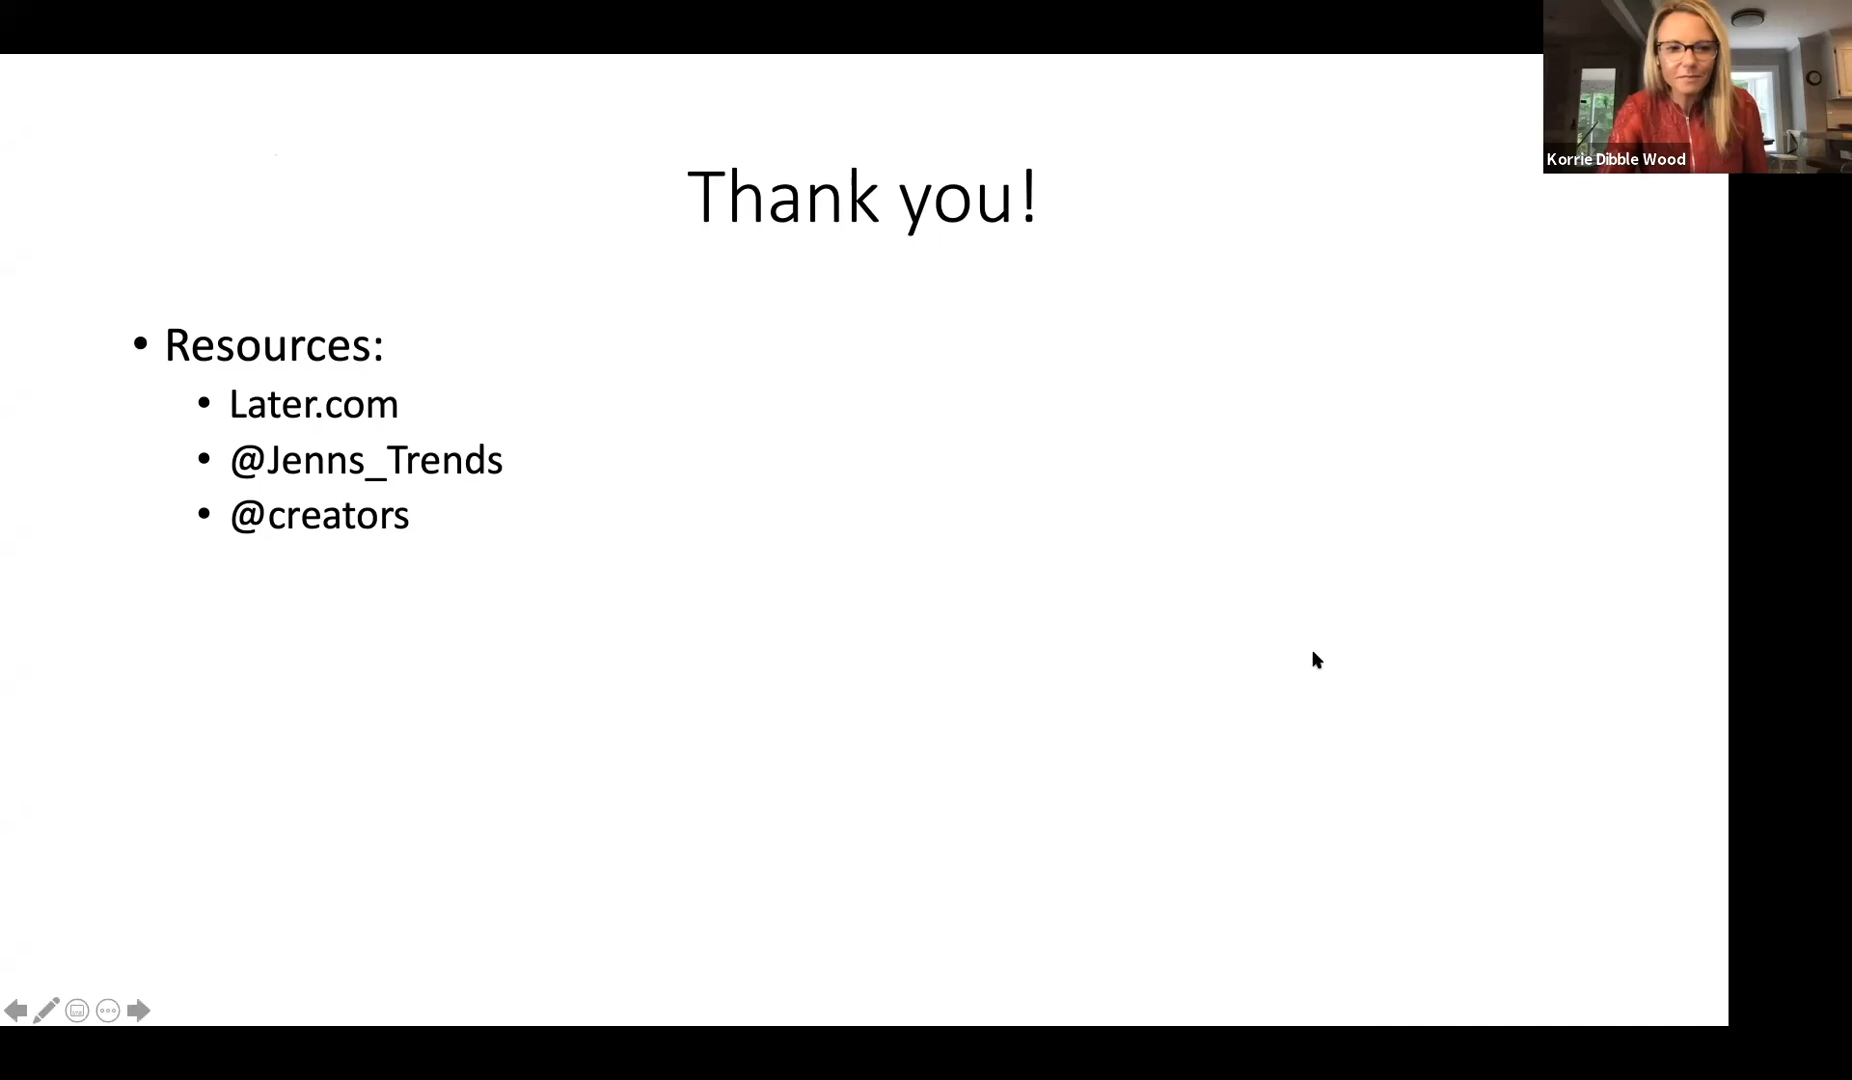 Korrie Dibble Wood
Thank you!
• Resources:
• Later.com
• @Jenns_Trends
• @creators